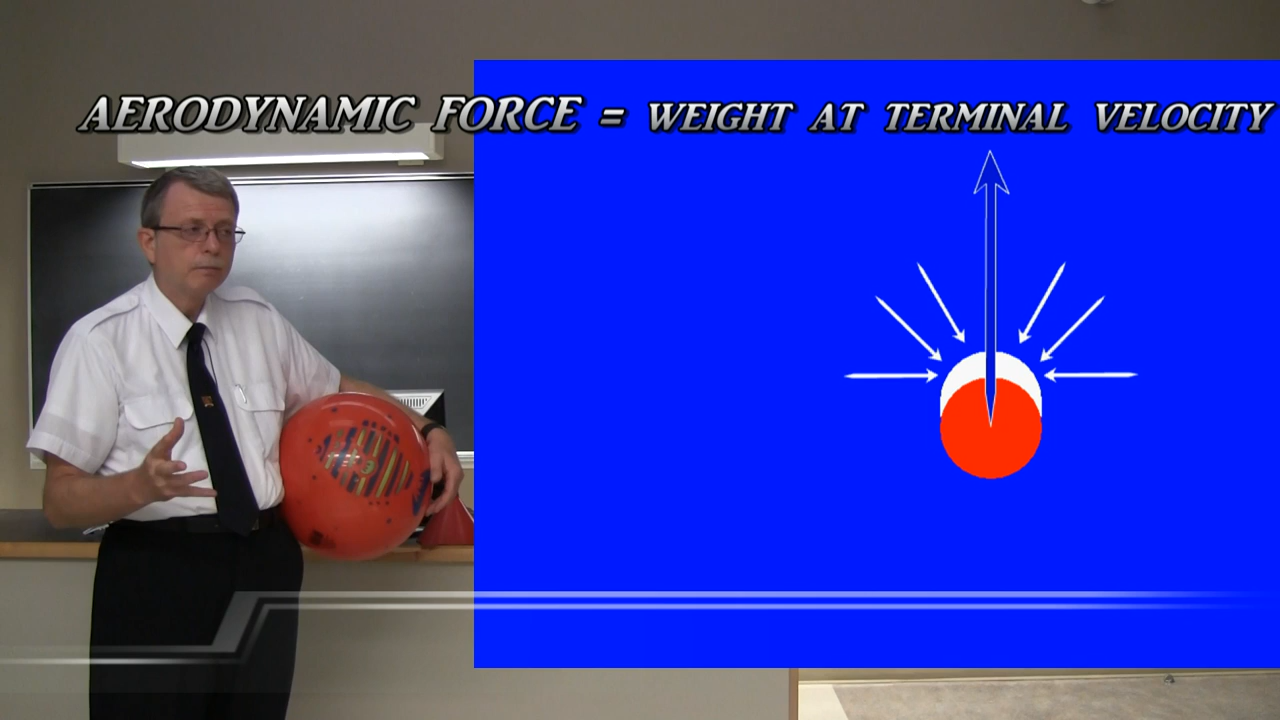 AERODYNAMIC FORCE = WEIGHT AT TERMINAL VELOCITY